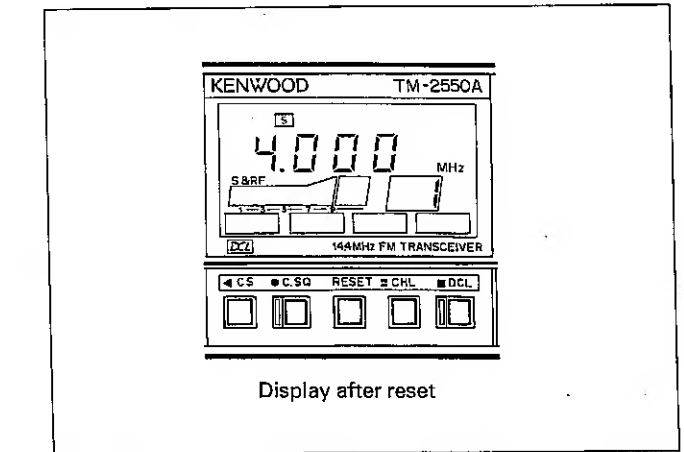 KENWOOD TM-2550A
S
4.000 MHz
S&RF 1
1 3 5 7 9
DCL 144MHz FM TRANSCEIVER
◀CS ●C.SQ RESET CHL ■DCL
Display after reset